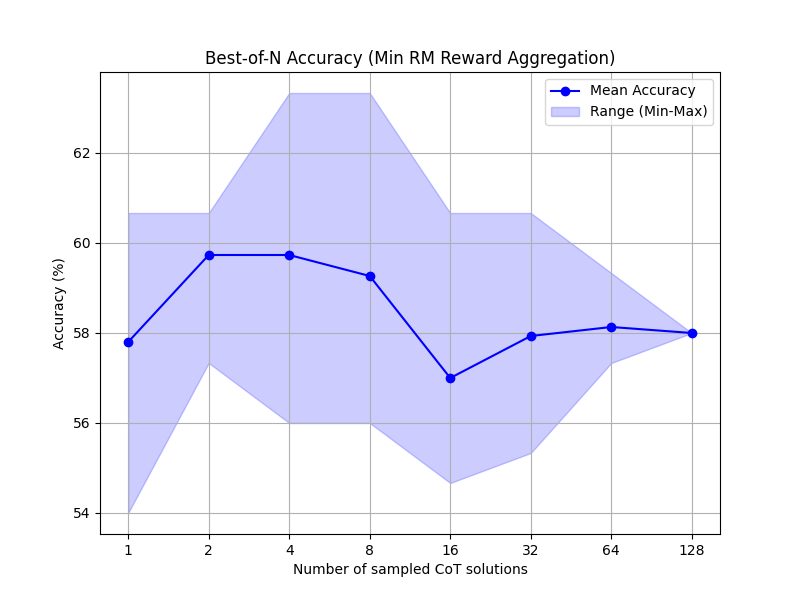 Best-of-N Accuracy (Min RM Reward Aggregation)
Mean Accuracy
Range (Min-Max)
Accuracy (%)
62
60
58
56
54
1 2 4 8 16 32 64 128
Number of sampled CoT solutions